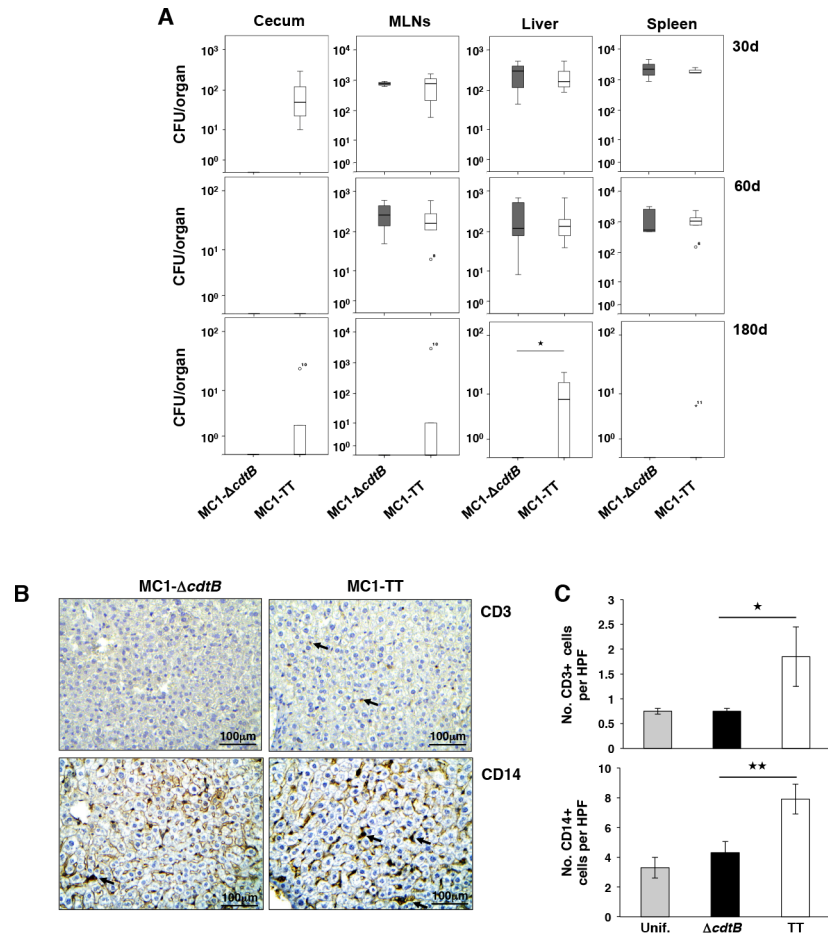 A
Cecum MLNs Liver Spleen
30d
CFU/organ
10³ 10² 10¹ 10⁰
10⁴ 10³ 10² 10¹ 10⁰
10⁴ 10³ 10² 10¹ 10⁰
10⁴ 10³ 10² 10¹ 10⁰
60d
CFU/organ
10² 10¹ 10⁰
10³ 10² 10¹ 10⁰
10³ 10² 10¹ 10⁰
10⁴ 10³ 10² 10¹ 10⁰
180d
CFU/organ
10² 10¹ 10⁰
10⁴ 10³ 10² 10¹ 10⁰
10² 10¹ 10⁰
10² 10¹ 10⁰
★
MC1-ΔcdtB MC1-TT MC1-ΔcdtB MC1-TT MC1-ΔcdtB MC1-TT MC1-ΔcdtB MC1-TT
B
MC1-ΔcdtB MC1-TT
CD3
100μm 100μm
CD14
100μm 100μm
C
No. CD3+ cells
per HPF
3
2.5
2
1.5
1
0.5
0
★
No. CD14+
cells per HPF
10
8
6
4
2
0
★★
Unif. ΔcdtB TT